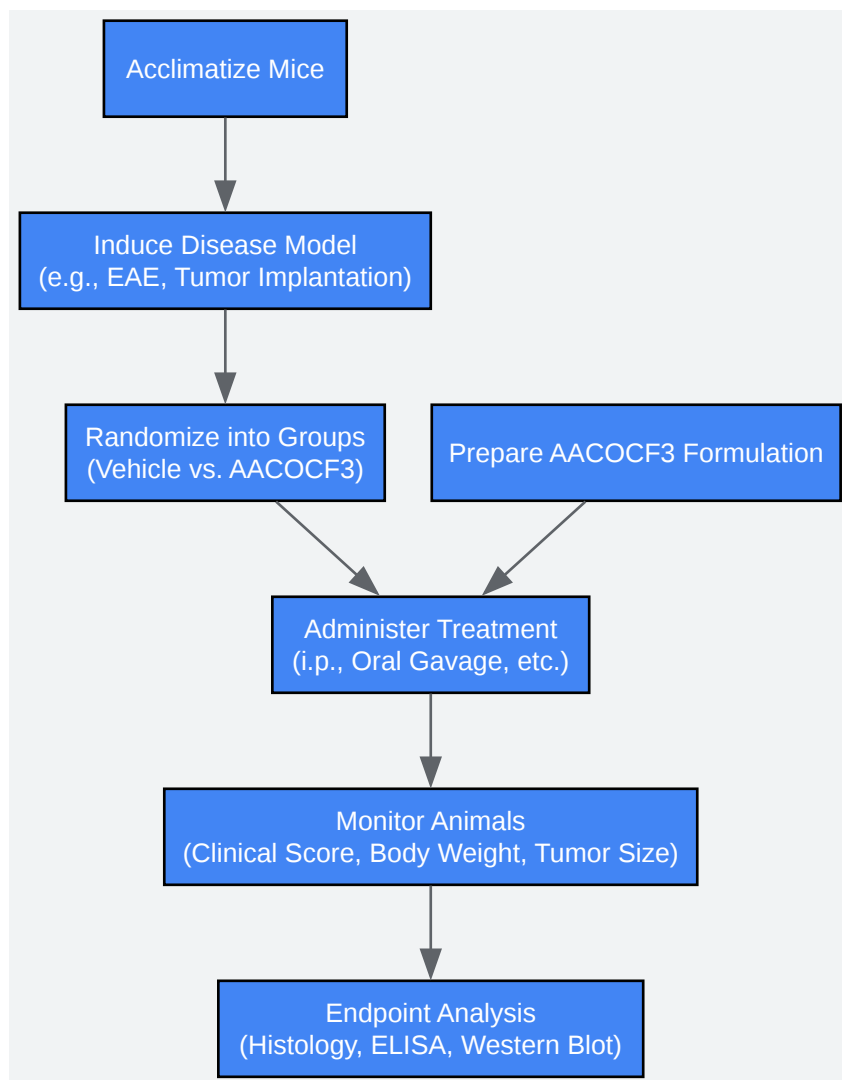 Acclimatize Mice
Induce Disease Model
(e.g., EAE, Tumor Implantation)
Randomize into Groups
(Vehicle vs. AACOCF3)
Prepare AACOCF3 Formulation
Administer Treatment
(i.p., Oral Gavage, etc.)
Monitor Animals
(Clinical Score, Body Weight, Tumor Size)
Endpoint Analysis
(Histology, ELISA, Western Blot)